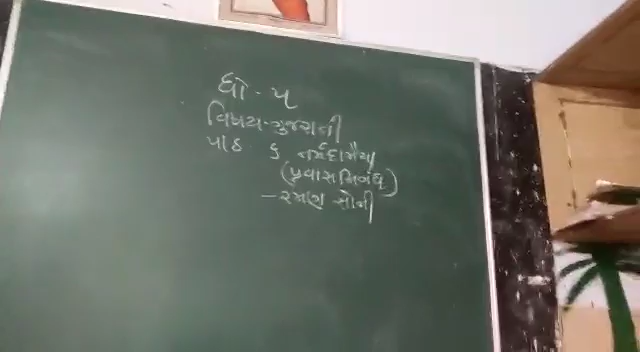 ધો - ૫
વિષય - ગુજરાતી
પાઠ ૬ નર્મદામૈયા
(પ્રવાસનિબંધ)
- રમણ સોની